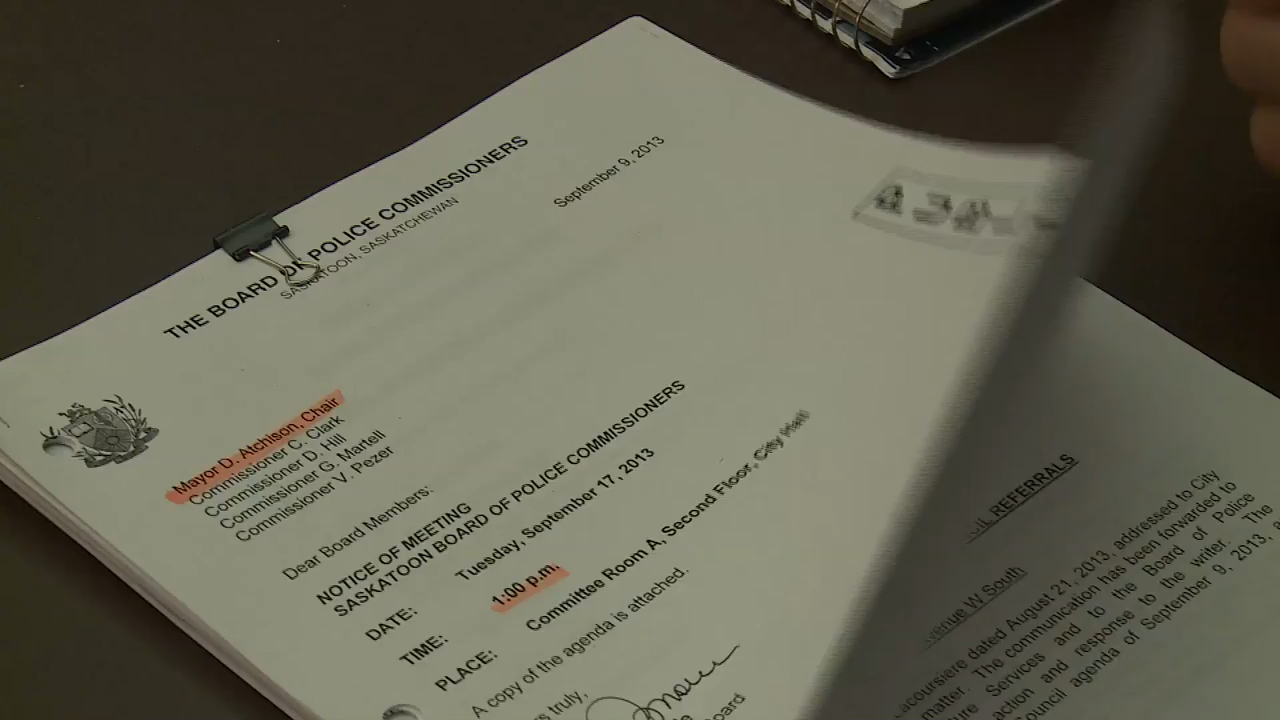 THE BOARD OF POLICE COMMISSIONERS
SASKATOON, SASKATCHEWAN
September 9, 2013
Mayor D. Atchison, Chair
Commissioner C. Clark
Commissioner D. Hill
Commissioner G. Martell
Commissioner V. Pezer
Dear Board Members:
NOTICE OF MEETING
SASKATOON BOARD OF POLICE COMMISSIONERS
DATE: Tuesday, September 17, 2013
TIME: 1:00 p.m.
PLACE: Committee Room A, Second Floor, City Hall
A copy of the agenda is attached.
truly,
Board
REFERRALS
venue W South
acoursiere dated August 21, 2013, addressed to City
matter. The communication has been forwarded to
ure Services and to the Board of Police
action and response to the writer. The
ouncil agenda of September 9, 2013,